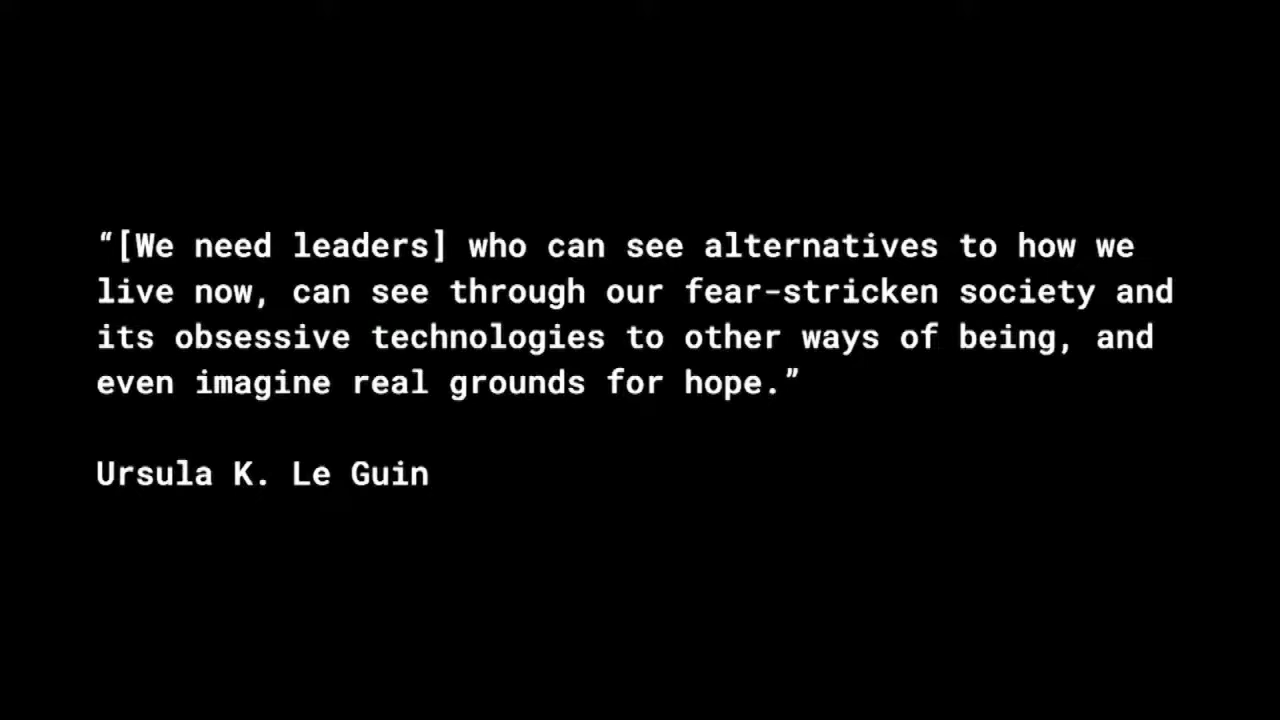 “[We need leaders] who can see alternatives to how we
live now, can see through our fear-stricken society and
its obsessive technologies to other ways of being, and
even imagine real grounds for hope.”
Ursula K. Le Guin